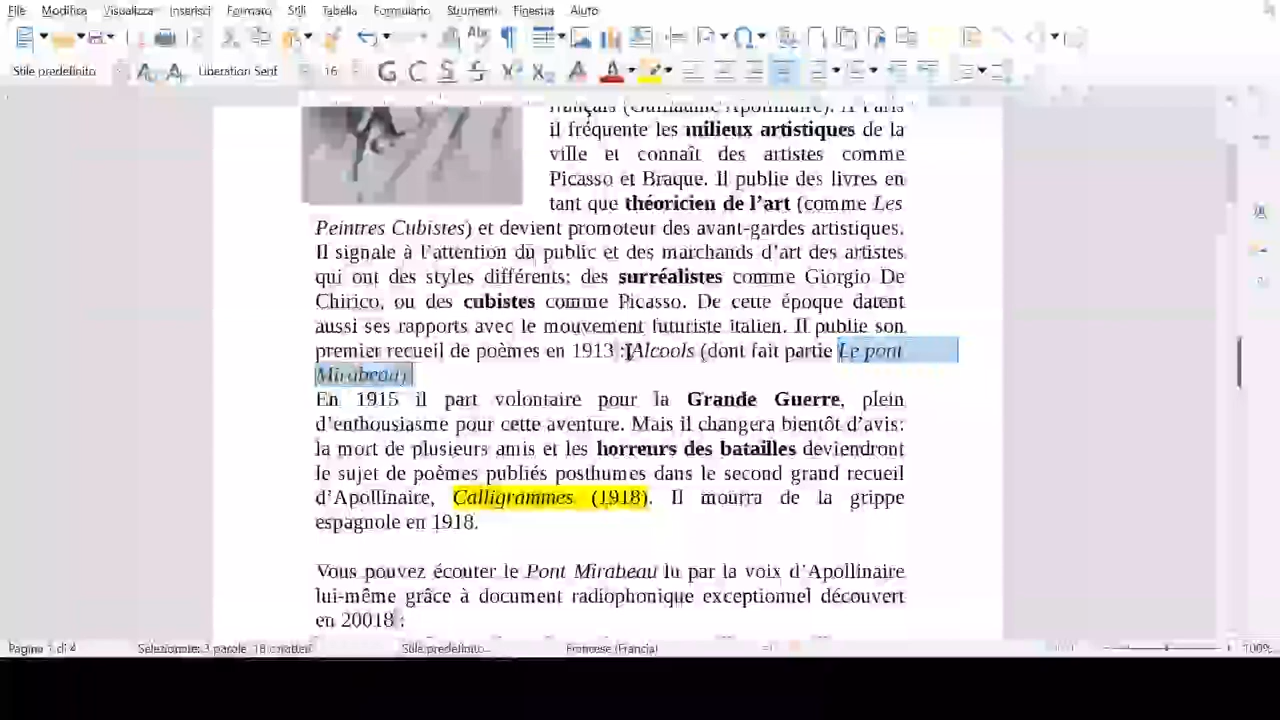 File Modifica Visualizza Inserisci Formato Stili Tabella Formulario Strumenti Finestra Aiuto
Liberation Serif 16 G C S S
français (Guillaume Apollinaire). A Paris
il fréquente les milieux artistiques de la
ville et connaît des artistes comme
Picasso et Braque. Il publie des livres en
tant que théoricien de l’art (comme Les
Peintres Cubistes) et devient promoteur des avant-gardes artistiques.
Il signale à l’attention du public et des marchands d’art des artistes
qui ont des styles différents: des surréalistes comme Giorgio De
Chirico, ou des cubistes comme Picasso. De cette époque datent
aussi ses rapports avec le mouvement futuriste italien. Il publie son
premier recueil de poèmes en 1913 : Alcools (dont fait partie Le pont
Mirabeau)
En 1915 il part volontaire pour la Grande Guerre, plein
d’enthousiasme pour cette aventure. Mais il changera bientôt d’avis:
la mort de plusieurs amis et les horreurs des batailles deviendront
le sujet de poèmes publiés posthumes dans le second grand recueil
d’Apollinaire, Calligrammes (1918). Il mourra de la grippe
espagnole en 1918.
Vous pouvez écouter le Pont Mirabeau lu par la voix d’Apollinaire
lui-même grâce à document radiophonique exceptionnel découvert
en 20018 :
Pagina 1 di 4 Selezionate: 3 parole, 18 caratteri Stile predefinito Francese (Francia) 100%